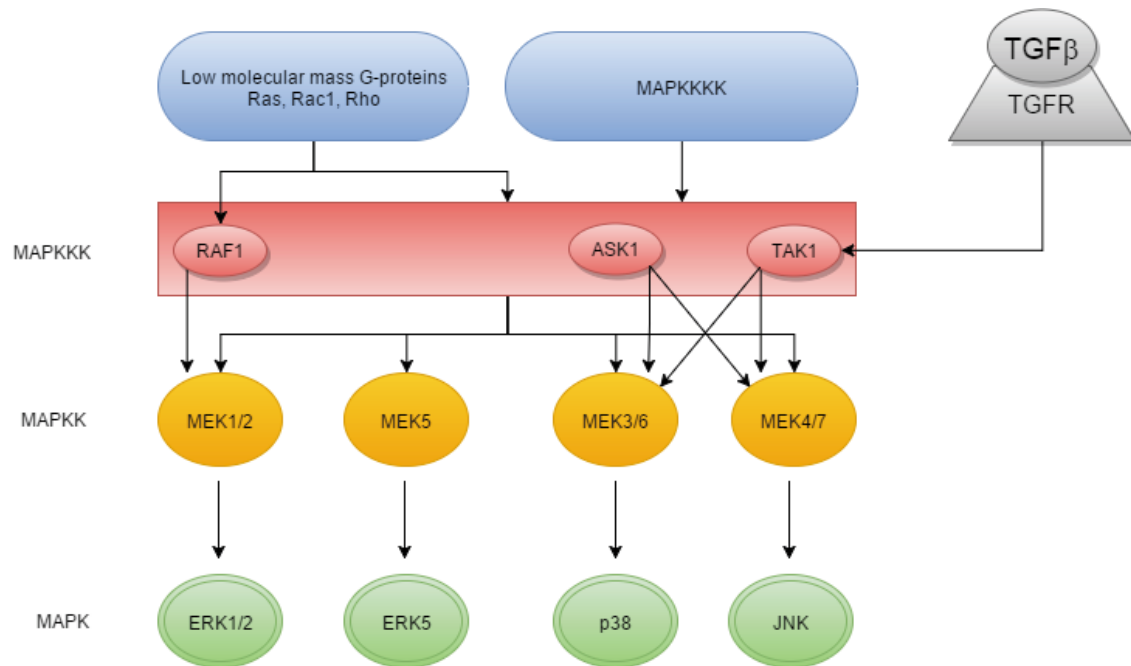 Low molecular mass G-proteins
Ras, Rac1, Rho
MAPKKKK
TGFβ
TGFR
MAPKKK
RAF1
ASK1
TAK1
MAPKK
MEK1/2
MEK5
MEK3/6
MEK4/7
MAPK
ERK1/2
ERK5
p38
JNK